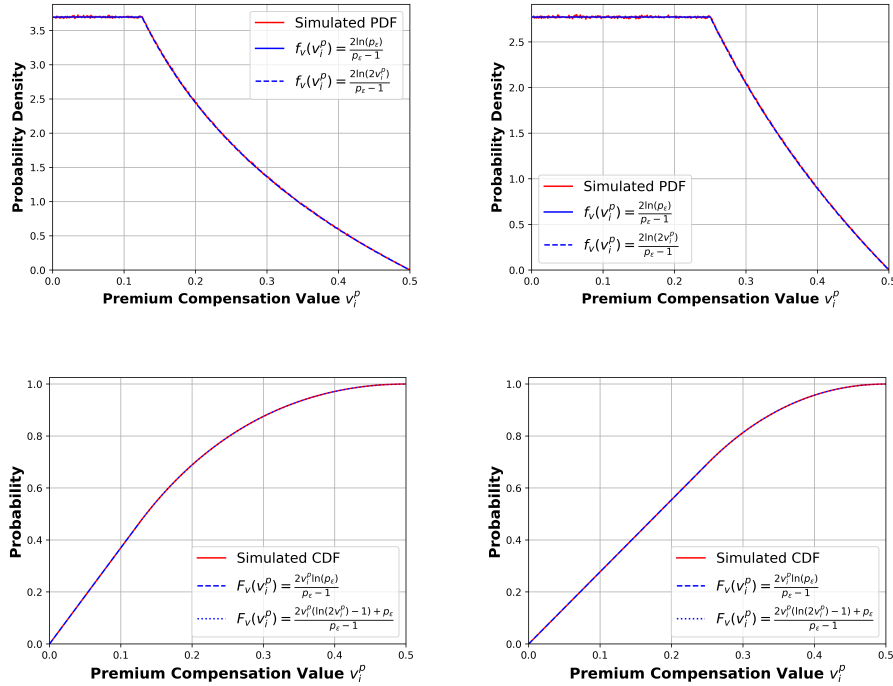 3.5
3.0
2.5
2.0
1.5
1.0
0.5
0.0
Probability Density
Simulated PDF
f_v(v_i^p) = 2ln(p_ε) / (p_ε − 1)
f_v(v_i^p) = 2ln(2v_i^p) / (p_ε − 1)
0.0 0.1 0.2 0.3 0.4 0.5
Premium Compensation Value v_i^p
2.5
2.0
1.5
1.0
0.5
0.0
Probability Density
Simulated PDF
f_v(v_i^p) = 2ln(p_ε) / (p_ε − 1)
f_v(v_i^p) = 2ln(2v_i^p) / (p_ε − 1)
0.0 0.1 0.2 0.3 0.4 0.5
Premium Compensation Value v_i^p
1.0
0.8
0.6
0.4
0.2
0.0
Probability
Simulated CDF
F_v(v_i^p) = 2v_i^p ln(p_ε) / (p_ε − 1)
F_v(v_i^p) = 2v_i^p(ln(2v_i^p) − 1) + p_ε / (p_ε − 1)
0.0 0.1 0.2 0.3 0.4 0.5
Premium Compensation Value v_i^p
1.0
0.8
0.6
0.4
0.2
0.0
Probability
Simulated CDF
F_v(v_i^p) = 2v_i^p ln(p_ε) / (p_ε − 1)
F_v(v_i^p) = 2v_i^p(ln(2v_i^p) − 1) + p_ε / (p_ε − 1)
0.0 0.1 0.2 0.3 0.4 0.5
Premium Compensation Value v_i^p